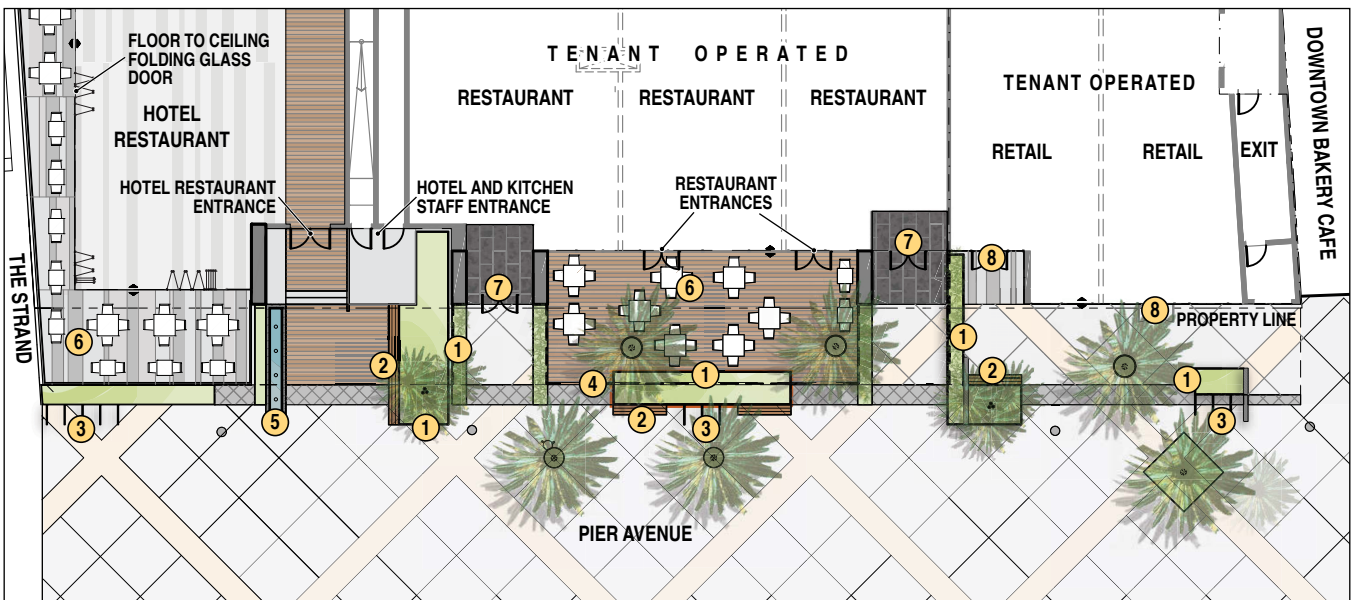 FLOOR TO CEILING
FOLDING GLASS
DOOR
HOTEL
RESTAURANT
HOTEL RESTAURANT
ENTRANCE
HOTEL AND KITCHEN
STAFF ENTRANCE
TENANT OPERATED
RESTAURANT
RESTAURANT
RESTAURANT
RESTAURANT
ENTRANCES
TENANT OPERATED
RETAIL
RETAIL
EXIT
DOWNTOWN BAKERY CAFE
THE STRAND
7
8
7
6
8
PROPERTY LINE
6
2
1
1
1
4
1
2
1
5
3
1
2
3
3
PIER AVENUE